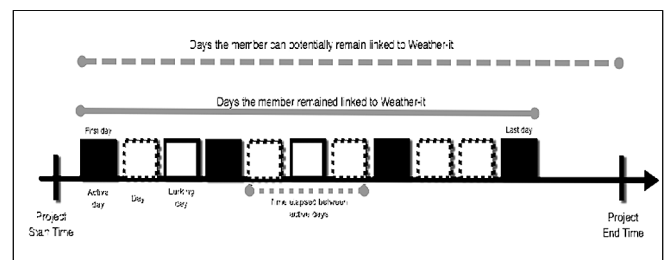 Days the member can potentially remain linked to Weather-it
Days the member remained linked to Weather-it
First day
Last day
Active
day
Day
Lurking
day
Time elapsed between
active days
Project
Start Time
Project
End Time